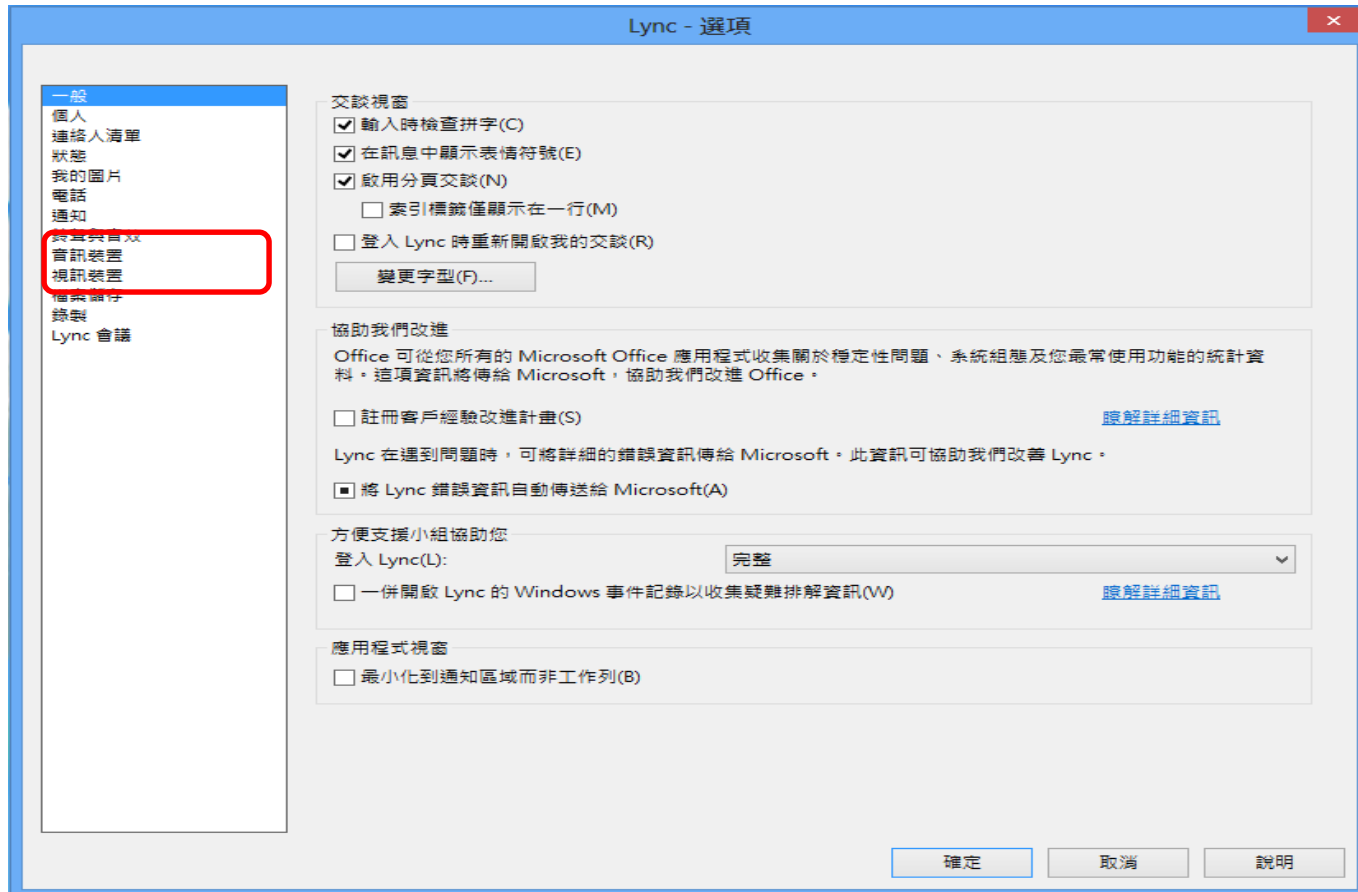 Lync - 選項
一般
個人
連絡人清單
狀態
我的圖片
電話
通知
鈴聲與音效
音訊裝置
視訊裝置
檔案儲存
錄製
Lync 會議
交談視窗
輸入時檢查拼字(C)
在訊息中顯示表情符號(E)
啟用分頁交談(N)
索引標籤僅顯示在一行(M)
登入 Lync 時重新開啟我的交談(R)
變更字型(F)...
協助我們改進
Office 可從您所有的 Microsoft Office 應用程式收集關於穩定性問題、系統組態及您最常使用功能的統計資
料。這項資訊將傳給 Microsoft，協助我們改進 Office。
註冊客戶經驗改進計畫(S) 瞭解詳細資訊
Lync 在遇到問題時，可將詳細的錯誤資訊傳給 Microsoft。此資訊可協助我們改善 Lync。
將 Lync 錯誤資訊自動傳送給 Microsoft(A)
方便支援小組協助您
登入 Lync(L): 完整
一併開啟 Lync 的 Windows 事件記錄以收集疑難排解資訊(W) 瞭解詳細資訊
應用程式視窗
最小化到通知區域而非工作列(B)
確定 取消 說明